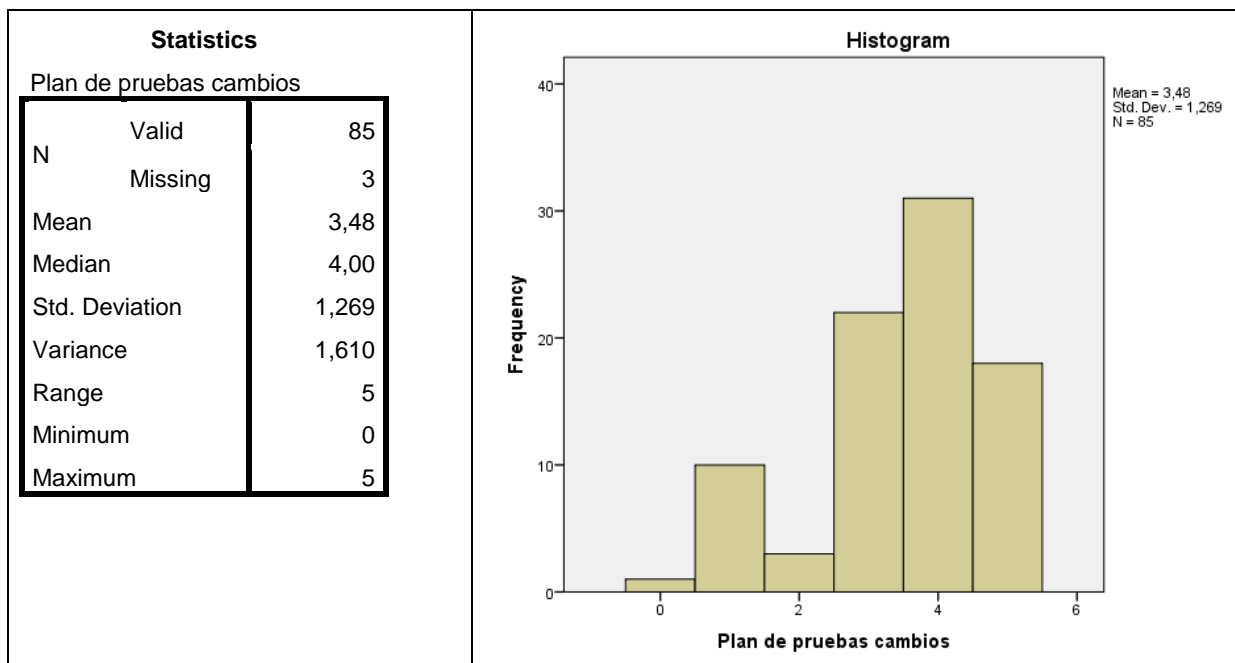 Statistics
Plan de pruebas cambios
N Valid 85
Missing 3
Mean 3,48
Median 4,00
Std. Deviation 1,269
Variance 1,610
Range 5
Minimum 0
Maximum 5
Histogram
Mean = 3,48
Std. Dev. = 1,269
N = 85
Frequency
40
30
20
10
0
0 2 4 6
Plan de pruebas cambios